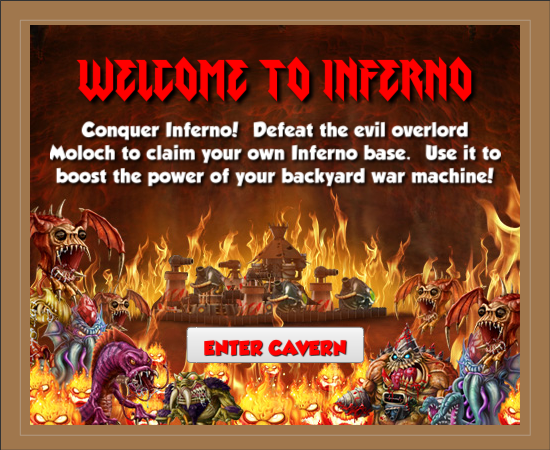 WELCOME TO INFERNO
Conquer Inferno! Defeat the evil overlord
Moloch to claim your own Inferno base. Use it to
boost the power of your backyard war machine!
ENTER CAVERN